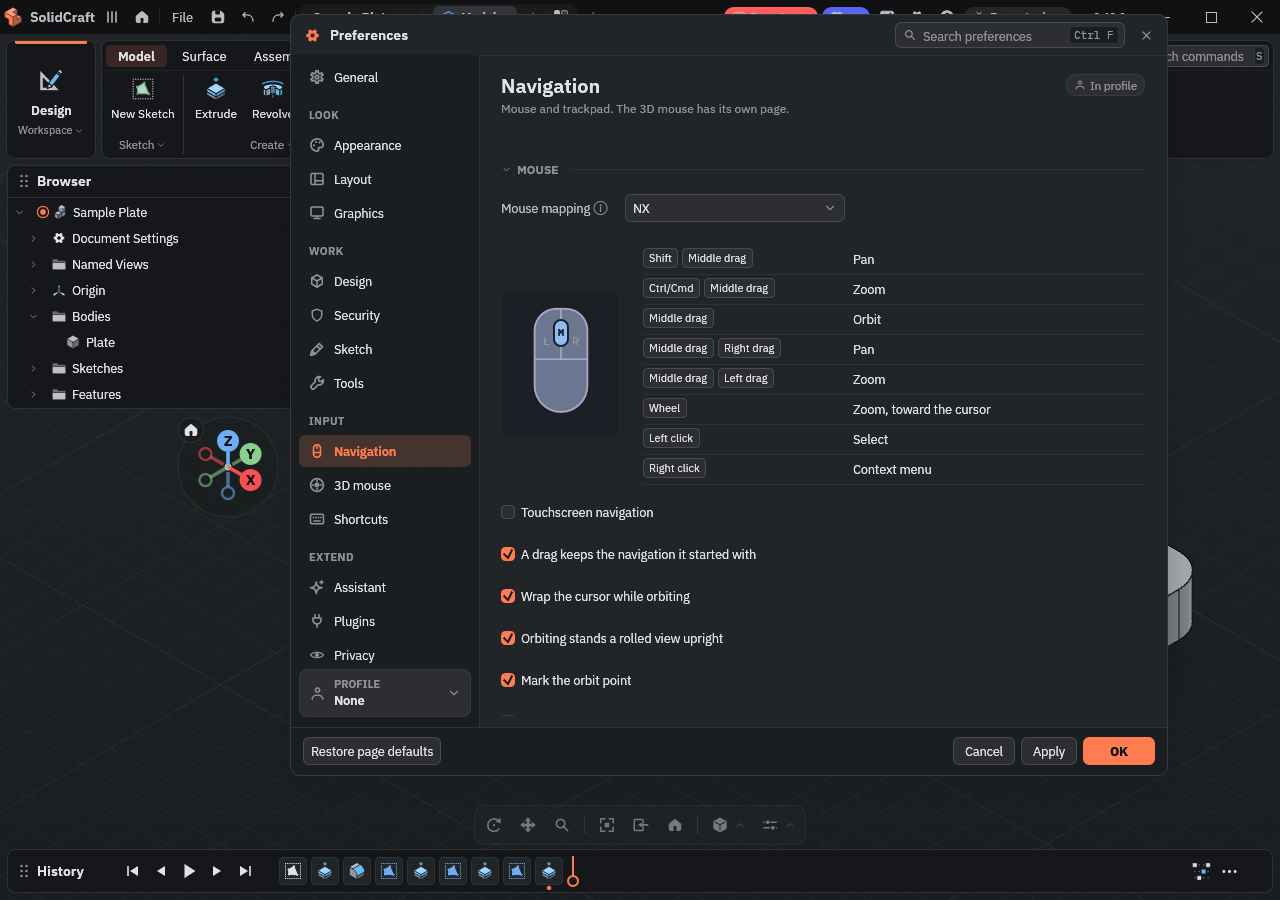 SolidCraft
File
Preferences
Search preferences
Ctrl F
Model
Surface
ch commands
S
Design
Workspace
New Sketch
Extrude
Sketch
Create
Browser
Sample Plate
Document Settings
Named Views
Origin
Bodies
Plate
Sketches
Features
Z
Y
X
General
LOOK
Appearance
Layout
Graphics
WORK
Design
Security
Sketch
Tools
INPUT
Navigation
3D mouse
Shortcuts
EXTEND
Assistant
Plugins
Privacy
PROFILE
None
Navigation
In profile
Mouse and trackpad. The 3D mouse has its own page.
MOUSE
Mouse mapping
NX
L M R
Shift Middle drag Pan
Ctrl/Cmd Middle drag Zoom
Middle drag Orbit
Middle drag Right drag Pan
Middle drag Left drag Zoom
Wheel Zoom, toward the cursor
Left click Select
Right click Context menu
Touchscreen navigation
A drag keeps the navigation it started with
Wrap the cursor while orbiting
Orbiting stands a rolled view upright
Mark the orbit point
Restore page defaults
Cancel
Apply
OK
History